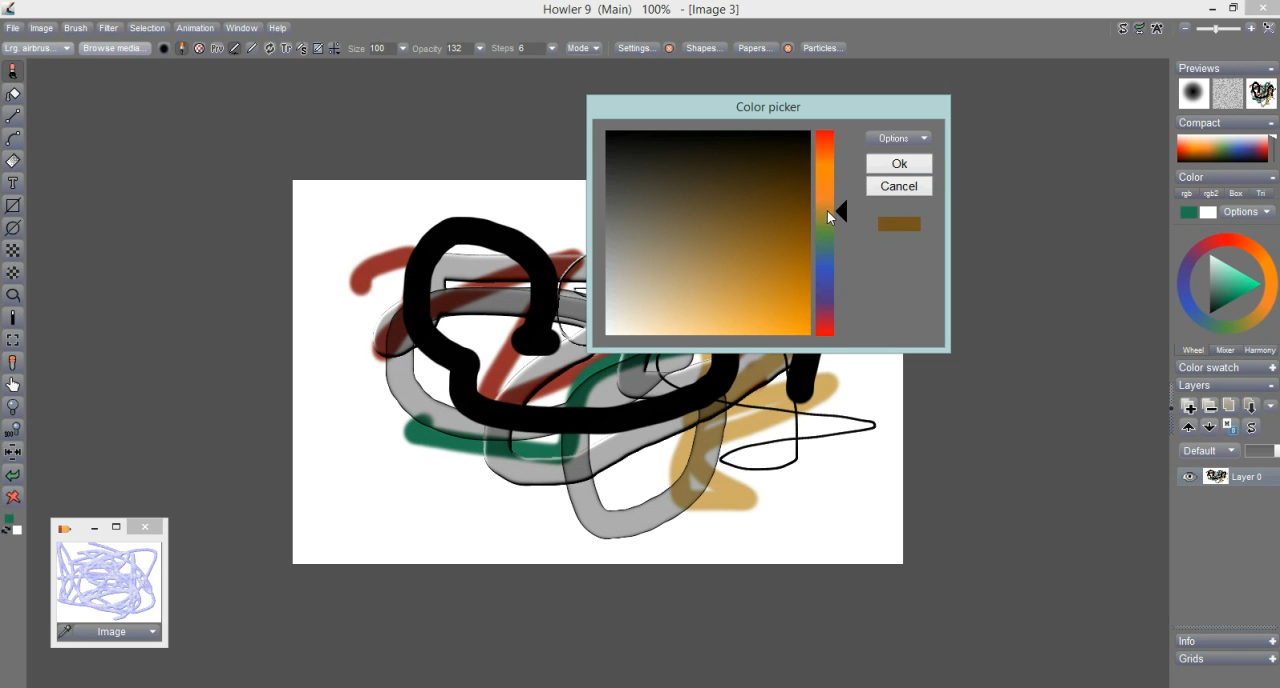 Howler 9 (Main) 100% - [Image 3]
File Image Brush Filter Selection Animation Window Help
Lrg. airbrus... Browse media... Pro Tr Size 100 Opacity 132 Steps 6 Mode Settings... Shapes... Papers... Particles...
Previews
Color picker
Compact
Options
Ok
Cancel
Color
rgb rgb2 Box Tri
Options
Wheel Mixer Harmony
Color swatch
Layers
Default
Layer 0
Image
Info
Grids